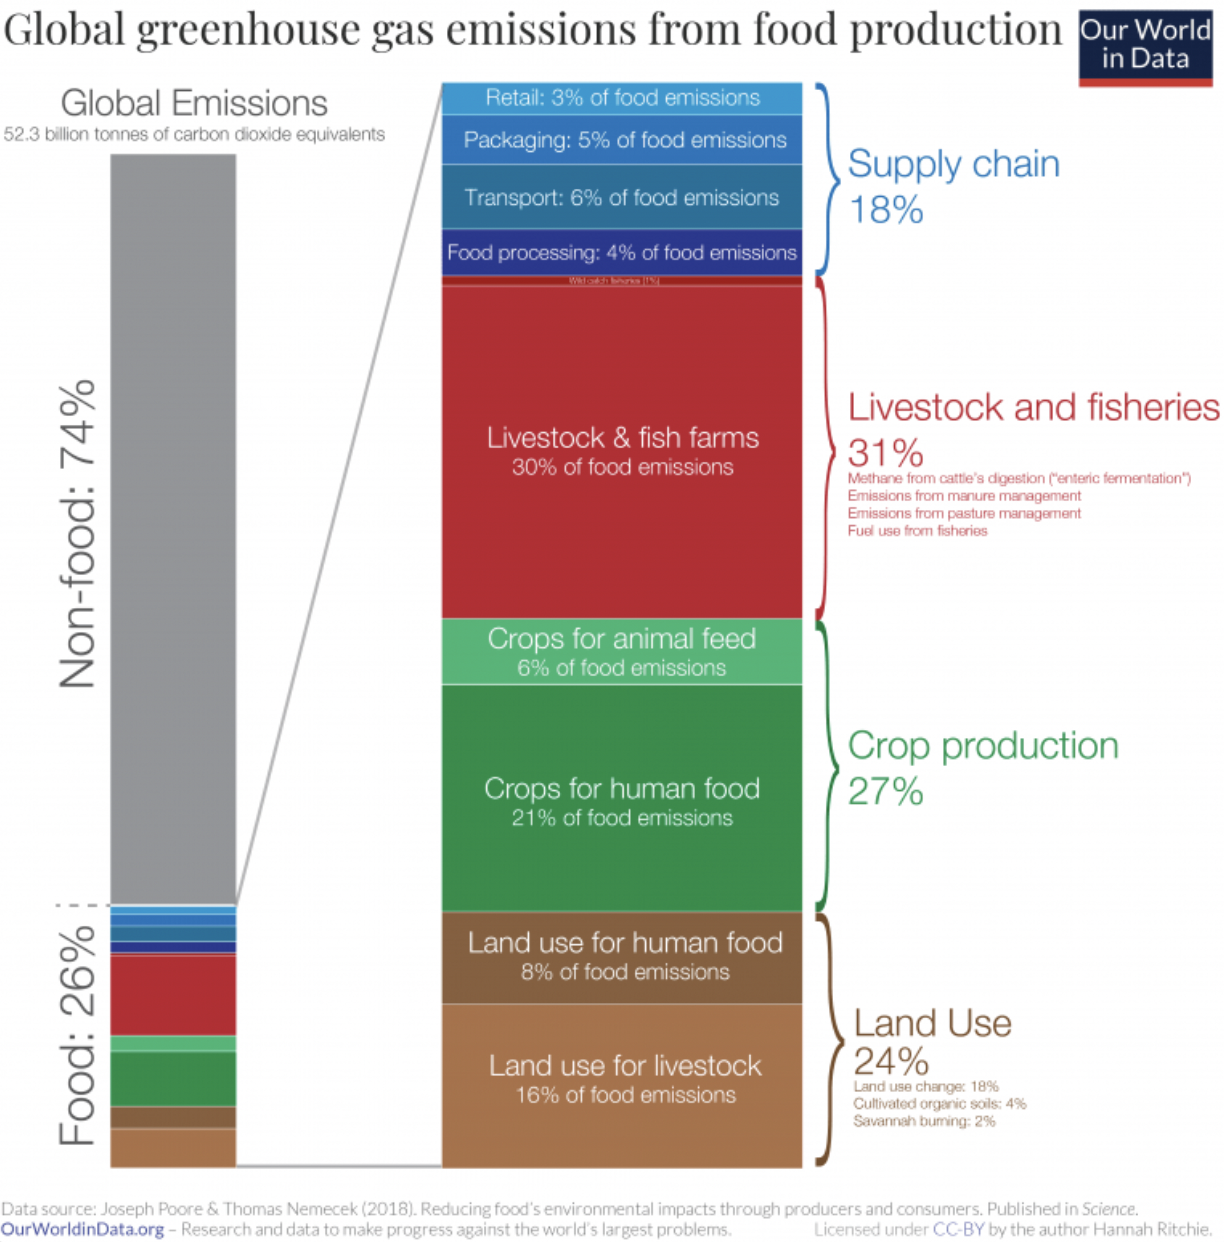 Global greenhouse gas emissions from food production
Our World
in Data
Global Emissions
52.3 billion tonnes of carbon dioxide equivalents
Non-food: 74%
Food: 26%
Retail: 3% of food emissions
Packaging: 5% of food emissions
Transport: 6% of food emissions
Food processing: 4% of food emissions
Wild catch fisheries (1%)
Livestock & fish farms
30% of food emissions
Crops for animal feed
6% of food emissions
Crops for human food
21% of food emissions
Land use for human food
8% of food emissions
Land use for livestock
16% of food emissions
Supply chain
18%
Livestock and fisheries
31%
Methane from cattle's digestion ("enteric fermentation")
Emissions from manure management
Emissions from pasture management
Fuel use from fisheries
Crop production
27%
Land Use
24%
Land use change: 18%
Cultivated organic soils: 4%
Savannah burning: 2%
Data source: Joseph Poore & Thomas Nemecek (2018). Reducing food's environmental impacts through producers and consumers. Published in Science.
OurWorldinData.org – Research and data to make progress against the world's largest problems.
Licensed under CC-BY by the author Hannah Ritchie.